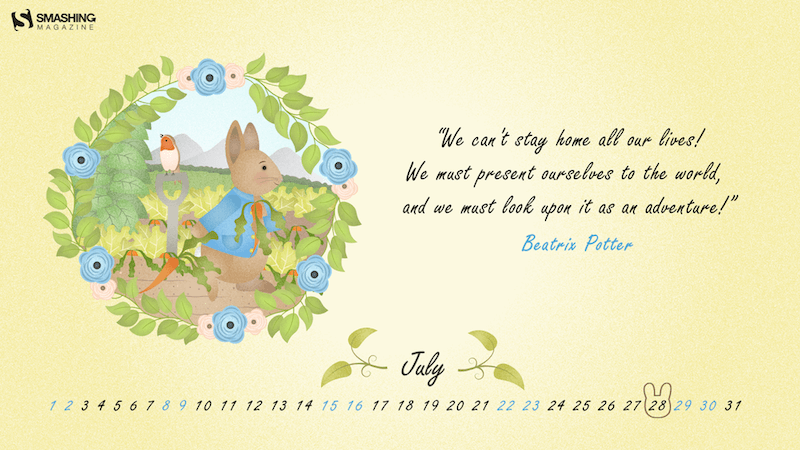 SMASHING
MAGAZINE
“We can't stay home all our lives!
We must present ourselves to the world,
and we must look upon it as an adventure!”
Beatrix Potter
July
1 2 3 4 5 6 7 8 9 10 11 12 13 14 15 16 17 18 19 20 21 22 23 24 25 26 27 28 29 30 31